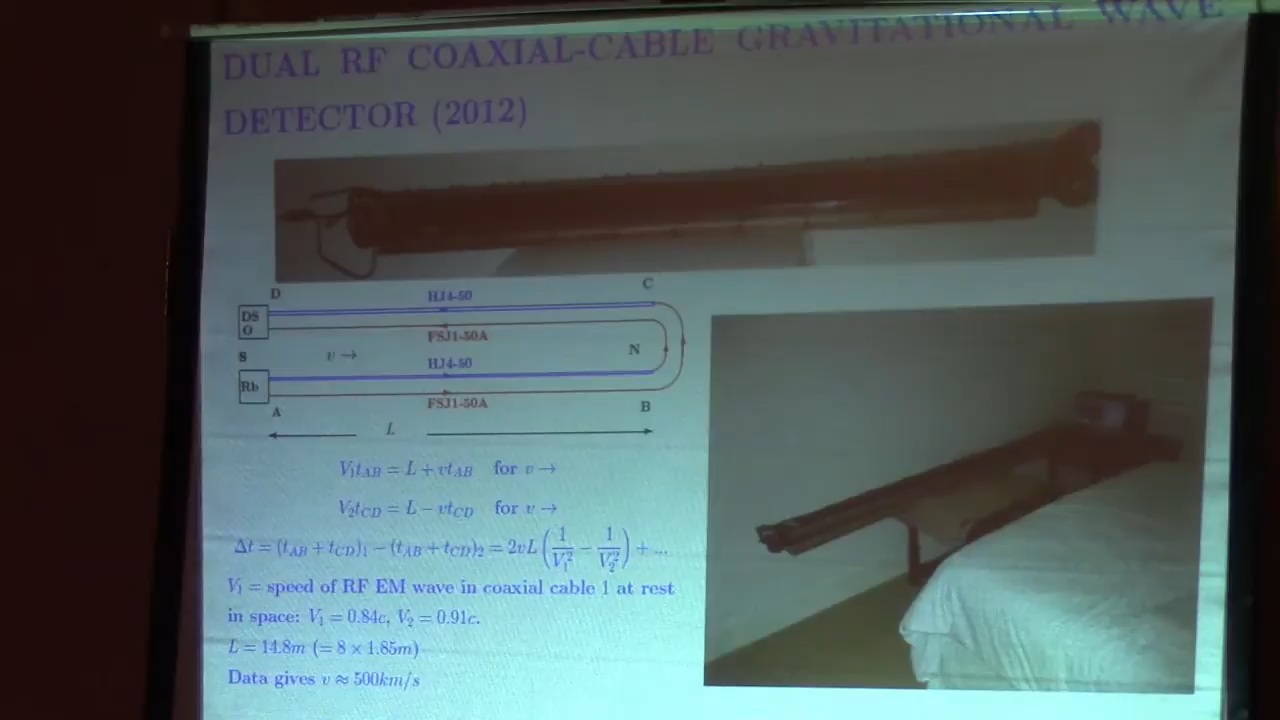 DUAL RF COAXIAL-CABLE GRAVITATIONAL WAVE
DETECTOR (2012)
D
HJ4-50
C
DS
O
FSJ1-50A
S
v →
N
HJ4-50
Rb
A
FSJ1-50A
B
L
V₁t_AB = L + vt_AB for v →
V₂t_CD = L − vt_CD for v →
Δt = (t_AB + t_CD)₁ − (t_AB + t_CD)₂ = 2vL (1/V₁² − 1/V₂²) + ...
V₁ = speed of RF EM wave in coaxial cable 1 at rest
in space: V₁ = 0.84c, V₂ = 0.91c.
L = 14.8m (= 8 × 1.85m)
Data gives v ≈ 500km/s